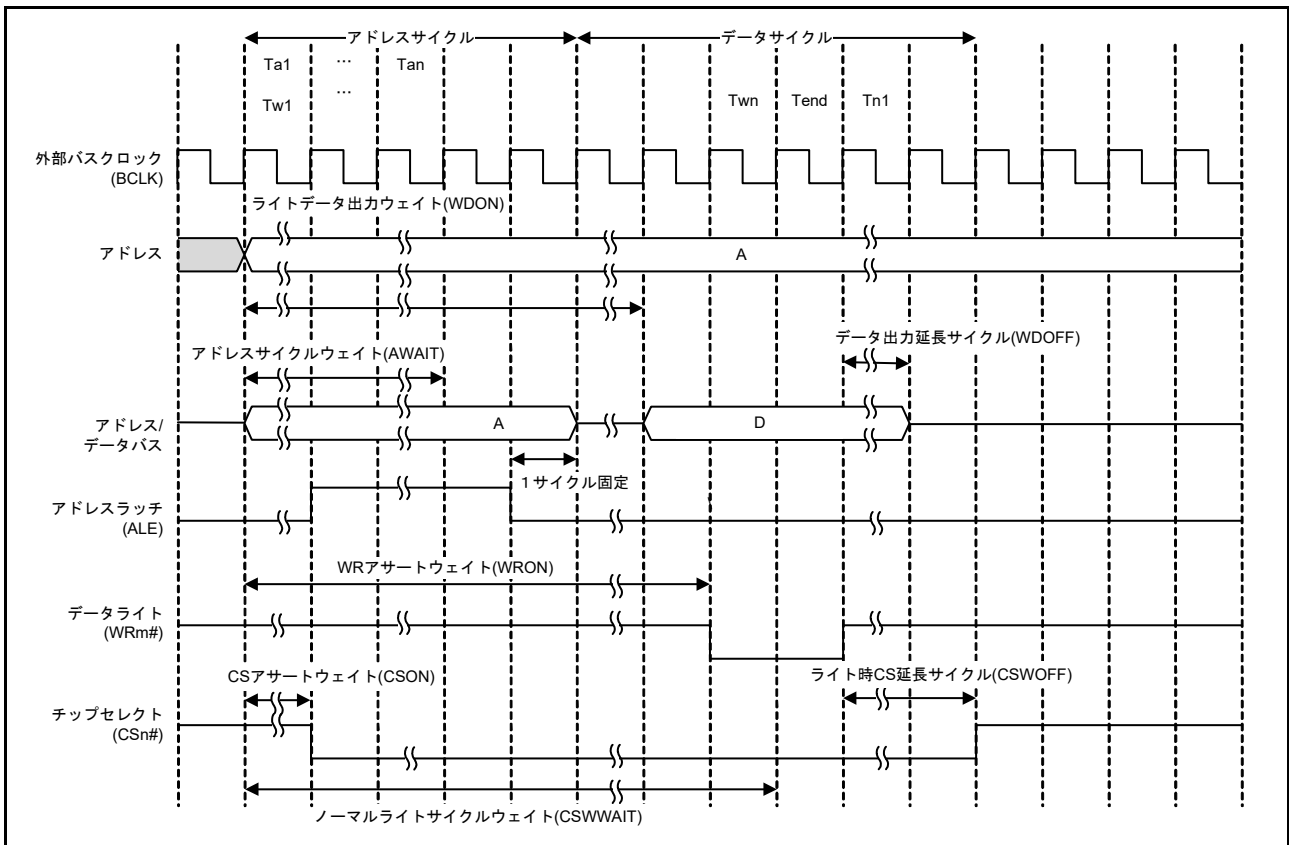 アドレスサイクル データサイクル
Ta1 … Tan
…
Tw1 Twn Tend Tn1
外部バスクロック
(BCLK)
ライトデータ出力ウェイト(WDON)
アドレス A
データ出力延長サイクル(WDOFF)
アドレスサイクルウェイト(AWAIT)
アドレス/
データバス
A D
1サイクル固定
アドレスラッチ
(ALE)
WRアサートウェイト(WRON)
データライト
(WRm#)
CSアサートウェイト(CSON) ライト時CS延長サイクル(CSWOFF)
チップセレクト
(CSn#)
ノーマルライトサイクルウェイト(CSWWAIT)